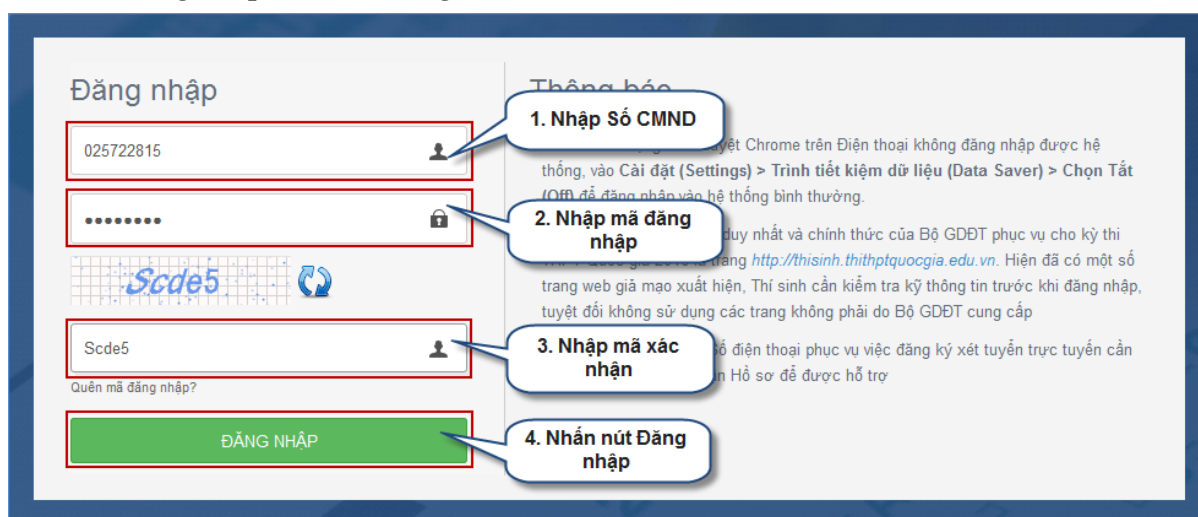 Đăng nhập
025722815
Scde5
Scde5
Quên mã đăng nhập?
ĐĂNG NHẬP
1. Nhập Số CMND
2. Nhập mã đăng
nhập
3. Nhập mã xác
nhận
4. Nhấn nút Đăng
nhập
Thông báo
Chrome trên Điện thoại không đăng nhập được hệ
thống, vào Cài đặt (Settings) > Trình tiết kiệm dữ liệu (Data Saver) > Chọn Tắt
(Off) để đăng nhập vào hệ thống bình thường.
duy nhất và chính thức của Bộ GDĐT phục vụ cho kỳ thi
trang http://thisinh.thithptquocgia.edu.vn. Hiện đã có một số
trang web giả mạo xuất hiện, Thí sinh cần kiểm tra kỹ thông tin trước khi đăng nhập,
tuyệt đối không sử dụng các trang không phải do Bộ GDĐT cung cấp
điện thoại phục vụ việc đăng ký xét tuyển trực tuyến cần
Hồ sơ để được hỗ trợ